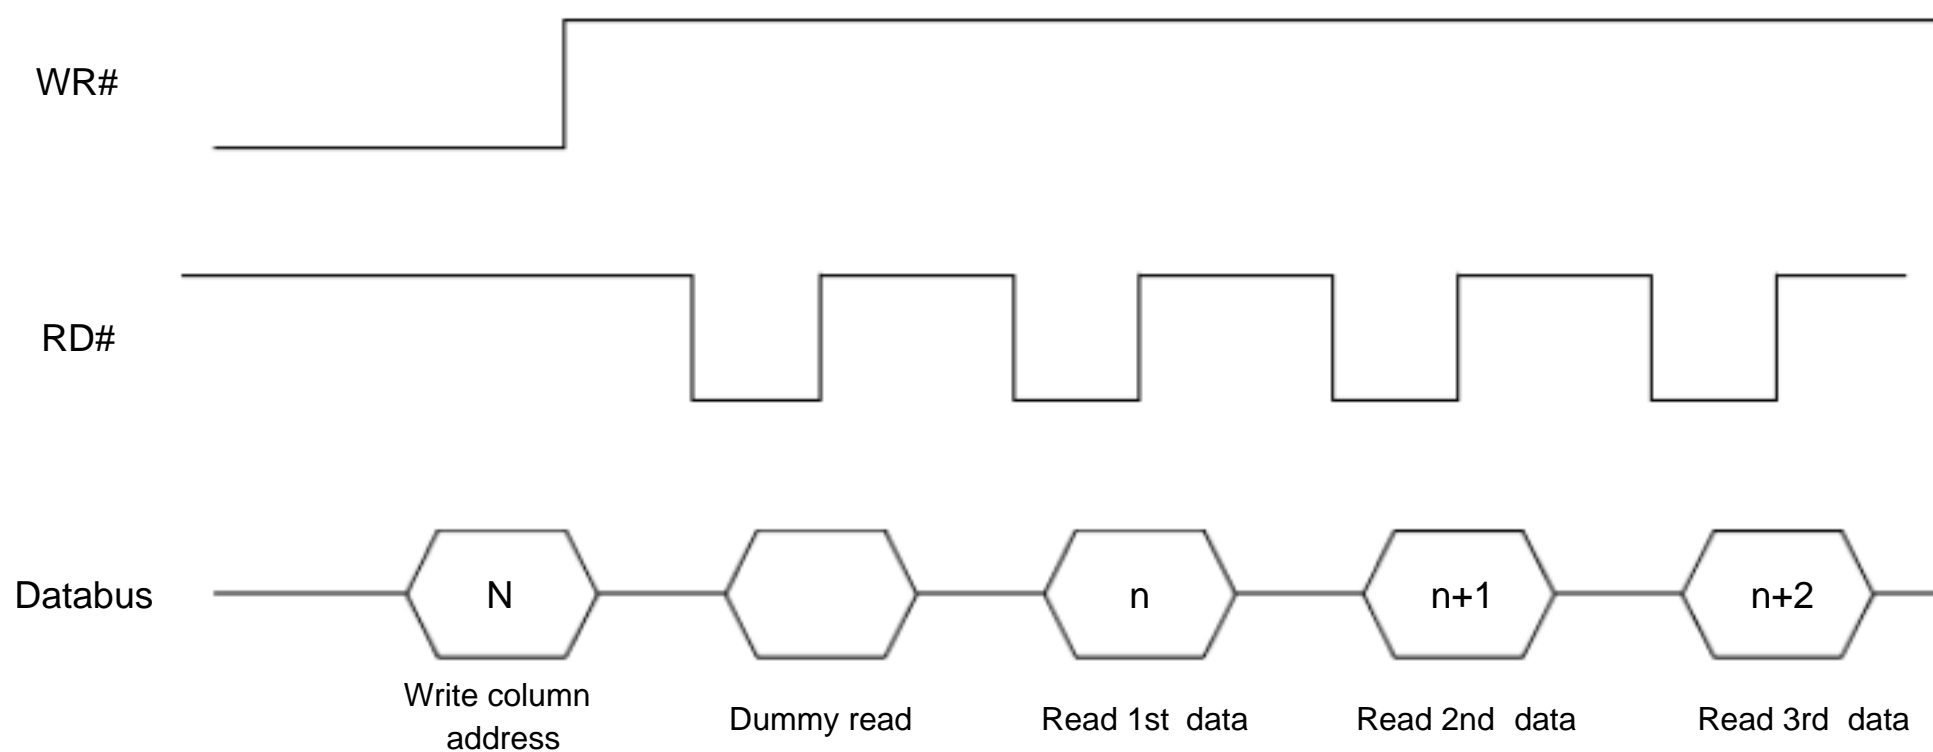 WR#
RD#
Databus
N
n
n+1
n+2
Write column
address
Dummy read
Read 1st data
Read 2nd data
Read 3rd data